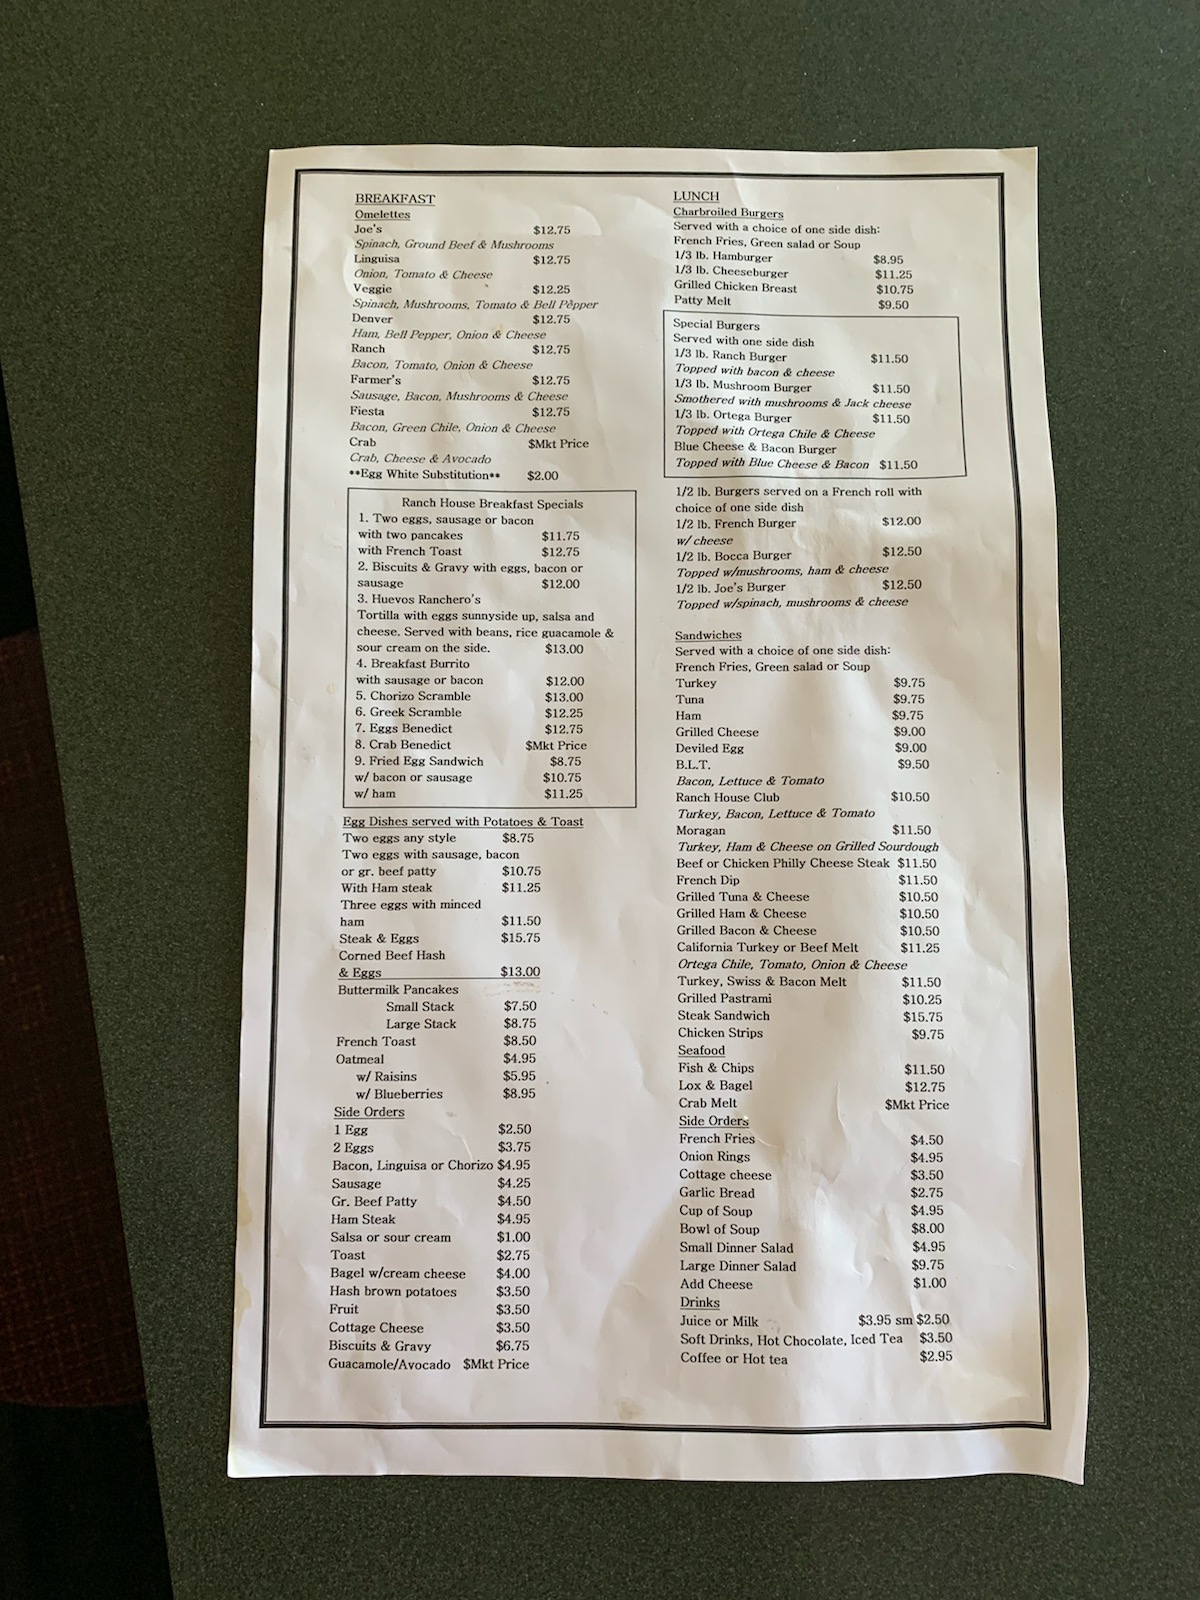 BREAKFAST
Omelettes
Joe's $12.75
Spinach, Ground Beef & Mushrooms
Linguisa $12.75
Onion, Tomato & Cheese
Veggie $12.25
Spinach, Mushrooms, Tomato & Bell Pepper
Denver $12.75
Ham, Bell Pepper, Onion & Cheese
Ranch $12.75
Bacon, Tomato, Onion & Cheese
Farmer's $12.75
Sausage, Bacon, Mushrooms & Cheese
Fiesta $12.75
Bacon, Green Chile, Onion & Cheese
Crab $Mkt Price
Crab, Cheese & Avocado
**Egg White Substitution** $2.00
Ranch House Breakfast Specials
1. Two eggs, sausage or bacon
with two pancakes $11.75
with French Toast $12.75
2. Biscuits & Gravy with eggs, bacon or
sausage $12.00
3. Huevos Ranchero's
Tortilla with eggs sunnyside up, salsa and
cheese. Served with beans, rice guacamole &
sour cream on the side. $13.00
4. Breakfast Burrito
with sausage or bacon $12.00
5. Chorizo Scramble $13.00
6. Greek Scramble $12.25
7. Eggs Benedict $12.75
8. Crab Benedict $Mkt Price
9. Fried Egg Sandwich $8.75
w/ bacon or sausage $10.75
w/ ham $11.25
Egg Dishes served with Potatoes & Toast
Two eggs any style $8.75
Two eggs with sausage, bacon
or gr. beef patty $10.75
With Ham steak $11.25
Three eggs with minced
ham $11.50
Steak & Eggs $15.75
Corned Beef Hash
& Eggs $13.00
Buttermilk Pancakes
Small Stack $7.50
Large Stack $8.75
French Toast $8.50
Oatmeal $4.95
w/ Raisins $5.95
w/ Blueberries $8.95
Side Orders
1 Egg $2.50
2 Eggs $3.75
Bacon, Linguisa or Chorizo $4.95
Sausage $4.25
Gr. Beef Patty $4.50
Ham Steak $4.95
Salsa or sour cream $1.00
Toast $2.75
Bagel w/cream cheese $4.00
Hash brown potatoes $3.50
Fruit $3.50
Cottage Cheese $3.50
Biscuits & Gravy $6.75
Guacamole/Avocado $Mkt Price
LUNCH
Charbroiled Burgers
Served with a choice of one side dish:
French Fries, Green salad or Soup
1/3 lb. Hamburger $8.95
1/3 lb. Cheeseburger $11.25
Grilled Chicken Breast $10.75
Patty Melt $9.50
Special Burgers
Served with one side dish
1/3 lb. Ranch Burger $11.50
Topped with bacon & cheese
1/3 lb. Mushroom Burger $11.50
Smothered with mushrooms & Jack cheese
1/3 lb. Ortega Burger $11.50
Topped with Ortega Chile & Cheese
Blue Cheese & Bacon Burger
Topped with Blue Cheese & Bacon $11.50
1/2 lb. Burgers served on a French roll with
choice of one side dish
1/2 lb. French Burger $12.00
w/ cheese
1/2 lb. Bocca Burger $12.50
Topped w/mushrooms, ham & cheese
1/2 lb. Joe's Burger $12.50
Topped w/spinach, mushrooms & cheese
Sandwiches
Served with a choice of one side dish:
French Fries, Green salad or Soup
Turkey $9.75
Tuna $9.75
Ham $9.75
Grilled Cheese $9.00
Deviled Egg $9.00
B.L.T. $9.50
Bacon, Lettuce & Tomato
Ranch House Club $10.50
Turkey, Bacon, Lettuce & Tomato
Moragan $11.50
Turkey, Ham & Cheese on Grilled Sourdough
Beef or Chicken Philly Cheese Steak $11.50
French Dip $11.50
Grilled Tuna & Cheese $10.50
Grilled Ham & Cheese $10.50
Grilled Bacon & Cheese $10.50
California Turkey or Beef Melt $11.25
Ortega Chile, Tomato, Onion & Cheese
Turkey, Swiss & Bacon Melt $11.50
Grilled Pastrami $10.25
Steak Sandwich $15.75
Chicken Strips $9.75
Seafood
Fish & Chips $11.50
Lox & Bagel $12.75
Crab Melt $Mkt Price
Side Orders
French Fries $4.50
Onion Rings $4.95
Cottage cheese $3.50
Garlic Bread $2.75
Cup of Soup $4.95
Bowl of Soup $8.00
Small Dinner Salad $4.95
Large Dinner Salad $9.75
Add Cheese $1.00
Drinks
Juice or Milk $3.95 sm $2.50
Soft Drinks, Hot Chocolate, Iced Tea $3.50
Coffee or Hot tea $2.95